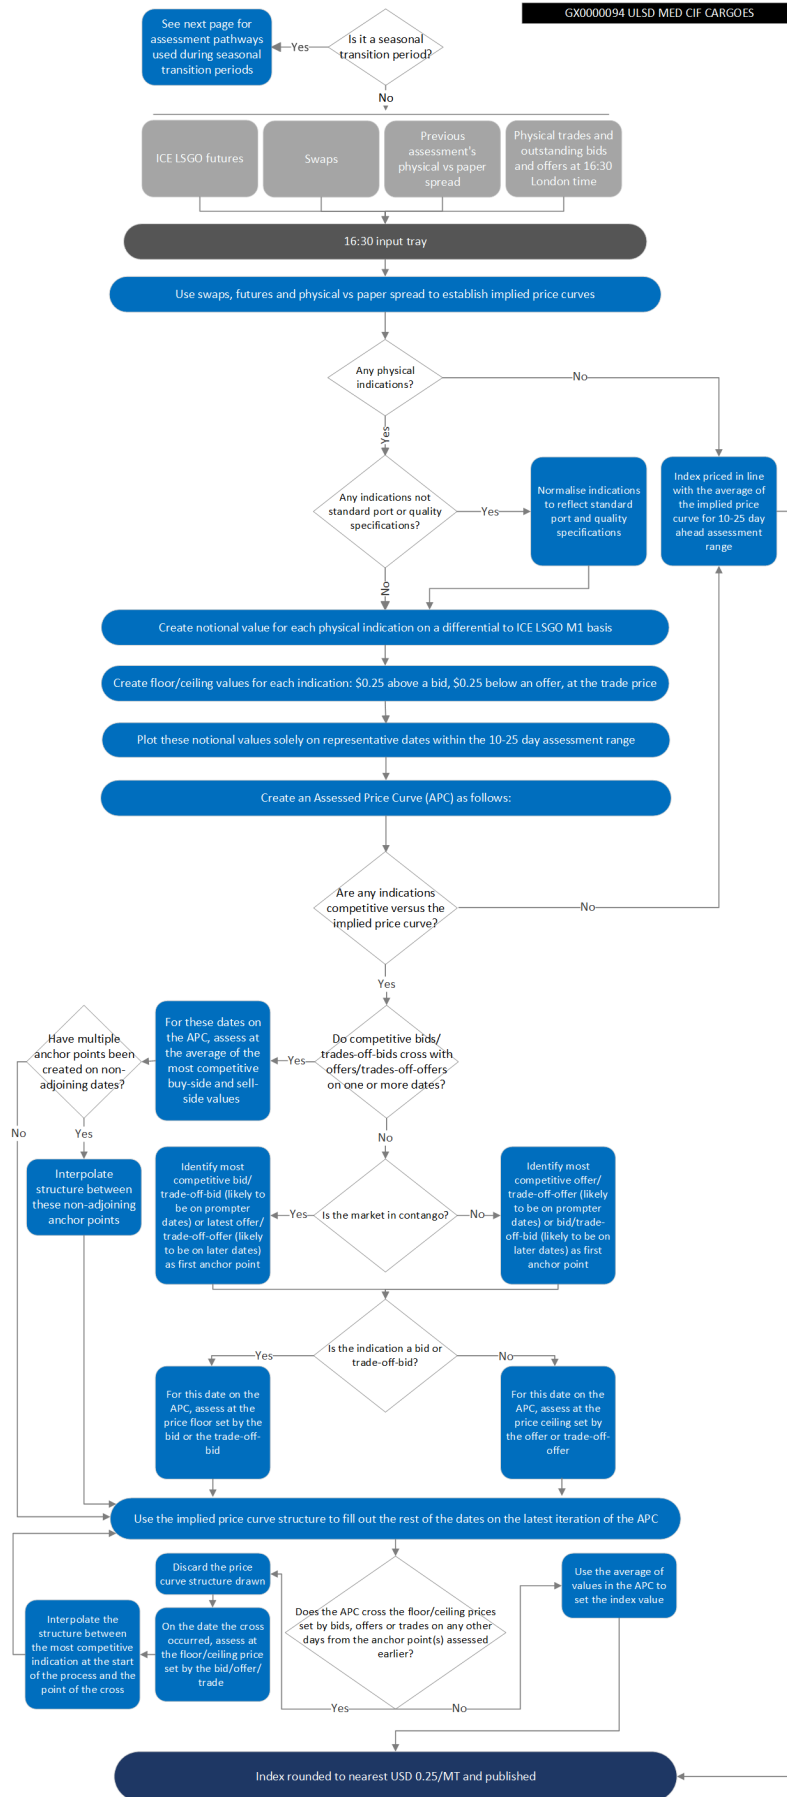 GX0000094 ULSD MED CIF CARGOES
See next page for
assessment pathways
used during seasonal
transition periods
Yes
Is it a seasonal
transition period?
No
ICE LSGO futures
Swaps
Previous
assessment's
physical vs paper
spread
Physical trades and
outstanding bids
and offers at 16:30
London time
16:30 input tray
Use swaps, futures and physical vs paper spread to establish implied price curves
Any physical
indications?
No
Yes
Any indications not
standard port or quality
specifications?
Yes
Normalise indications
to reflect standard
port and quality
specifications
Index priced in line
with the average of
the implied price
curve for 10-25 day
ahead assessment
range
No
Create notional value for each physical indication on a differential to ICE LSGO M1 basis
Create floor/ceiling values for each indication: $0.25 above a bid, $0.25 below an offer, at the trade price
Plot these notional values solely on representative dates within the 10-25 day assessment range
Create an Assessed Price Curve (APC) as follows:
Are any indications
competitive versus the
implied price curve?
No
Yes
Have multiple
anchor points been
created on non-
adjoining dates?
For these dates on
the APC, assess at
the average of the
most competitive
buy-side and sell-
side values
Yes
Do competitive bids/
trades-off-bids cross with
offers/trades-off-offers
on one or more dates?
No
Yes
No
Interpolate
structure between
these non-adjoining
anchor points
Identify most
competitive bid/
trade-off-bid (likely to
be on prompter
dates) or latest offer/
trade-off-offer (likely
to be on later dates)
as first anchor point
Yes
Is the market in contango?
No
Identify most
competitive offer/
trade-off-offer (likely
to be on prompter
dates) or bid/trade-
off-bid (likely to be on
later dates) as first
anchor point
Yes
Is the indication a bid or
trade-off-bid?
No
For this date on the
APC, assess at the
price floor set by the
bid or the trade-off-
bid
For this date on the
APC, assess at the
price ceiling set by
the offer or trade-off-
offer
Use the implied price curve structure to fill out the rest of the dates on the latest iteration of the APC
Discard the price
curve structure drawn
On the date the cross
occurred, assess at
the floor/ceiling price
set by the bid/offer/
trade
Interpolate the
structure between
the most competitive
indication at the start
of the process and the
point of the cross
Does the APC cross the floor/ceiling prices
set by bids, offers or trades on any other
days from the anchor point(s) assessed
earlier?
Use the average of
values in the APC to
set the index value
Yes
No
Index rounded to nearest USD 0.25/MT and published